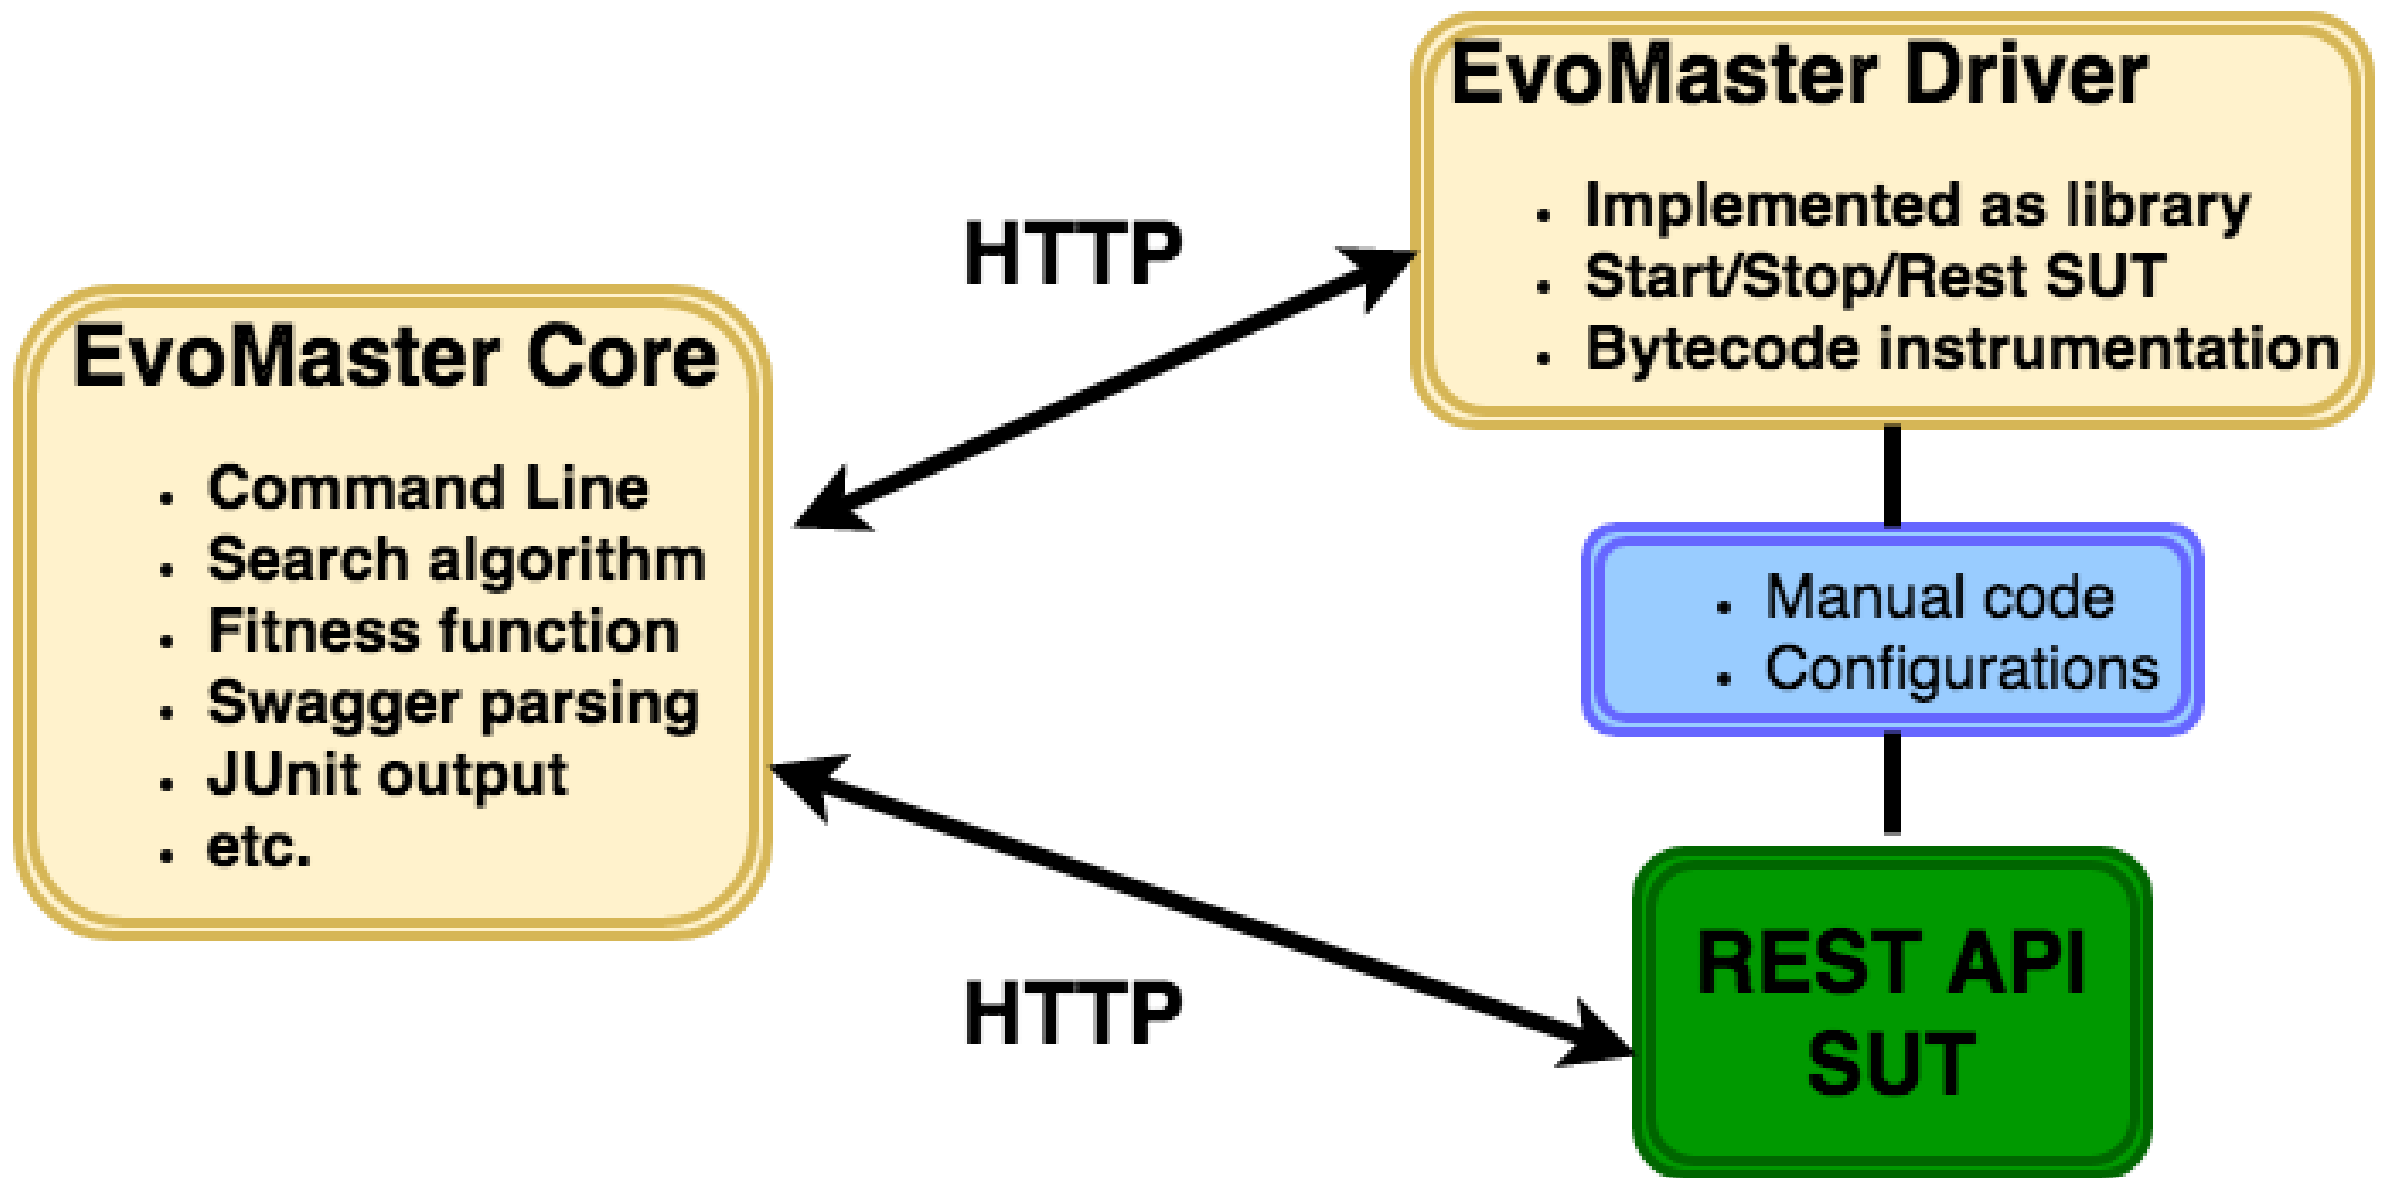 EvoMaster Core
• Command Line
• Search algorithm
• Fitness function
• Swagger parsing
• JUnit output
• etc.
HTTP
HTTP
EvoMaster Driver
• Implemented as library
• Start/Stop/Rest SUT
• Bytecode instrumentation
• Manual code
• Configurations
REST API
SUT